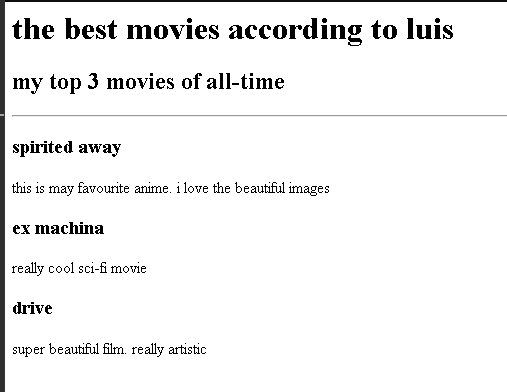 the best movies according to luis
my top 3 movies of all-time
spirited away
this is may favourite anime. i love the beautiful images
ex machina
really cool sci-fi movie
drive
super beautiful film. really artistic